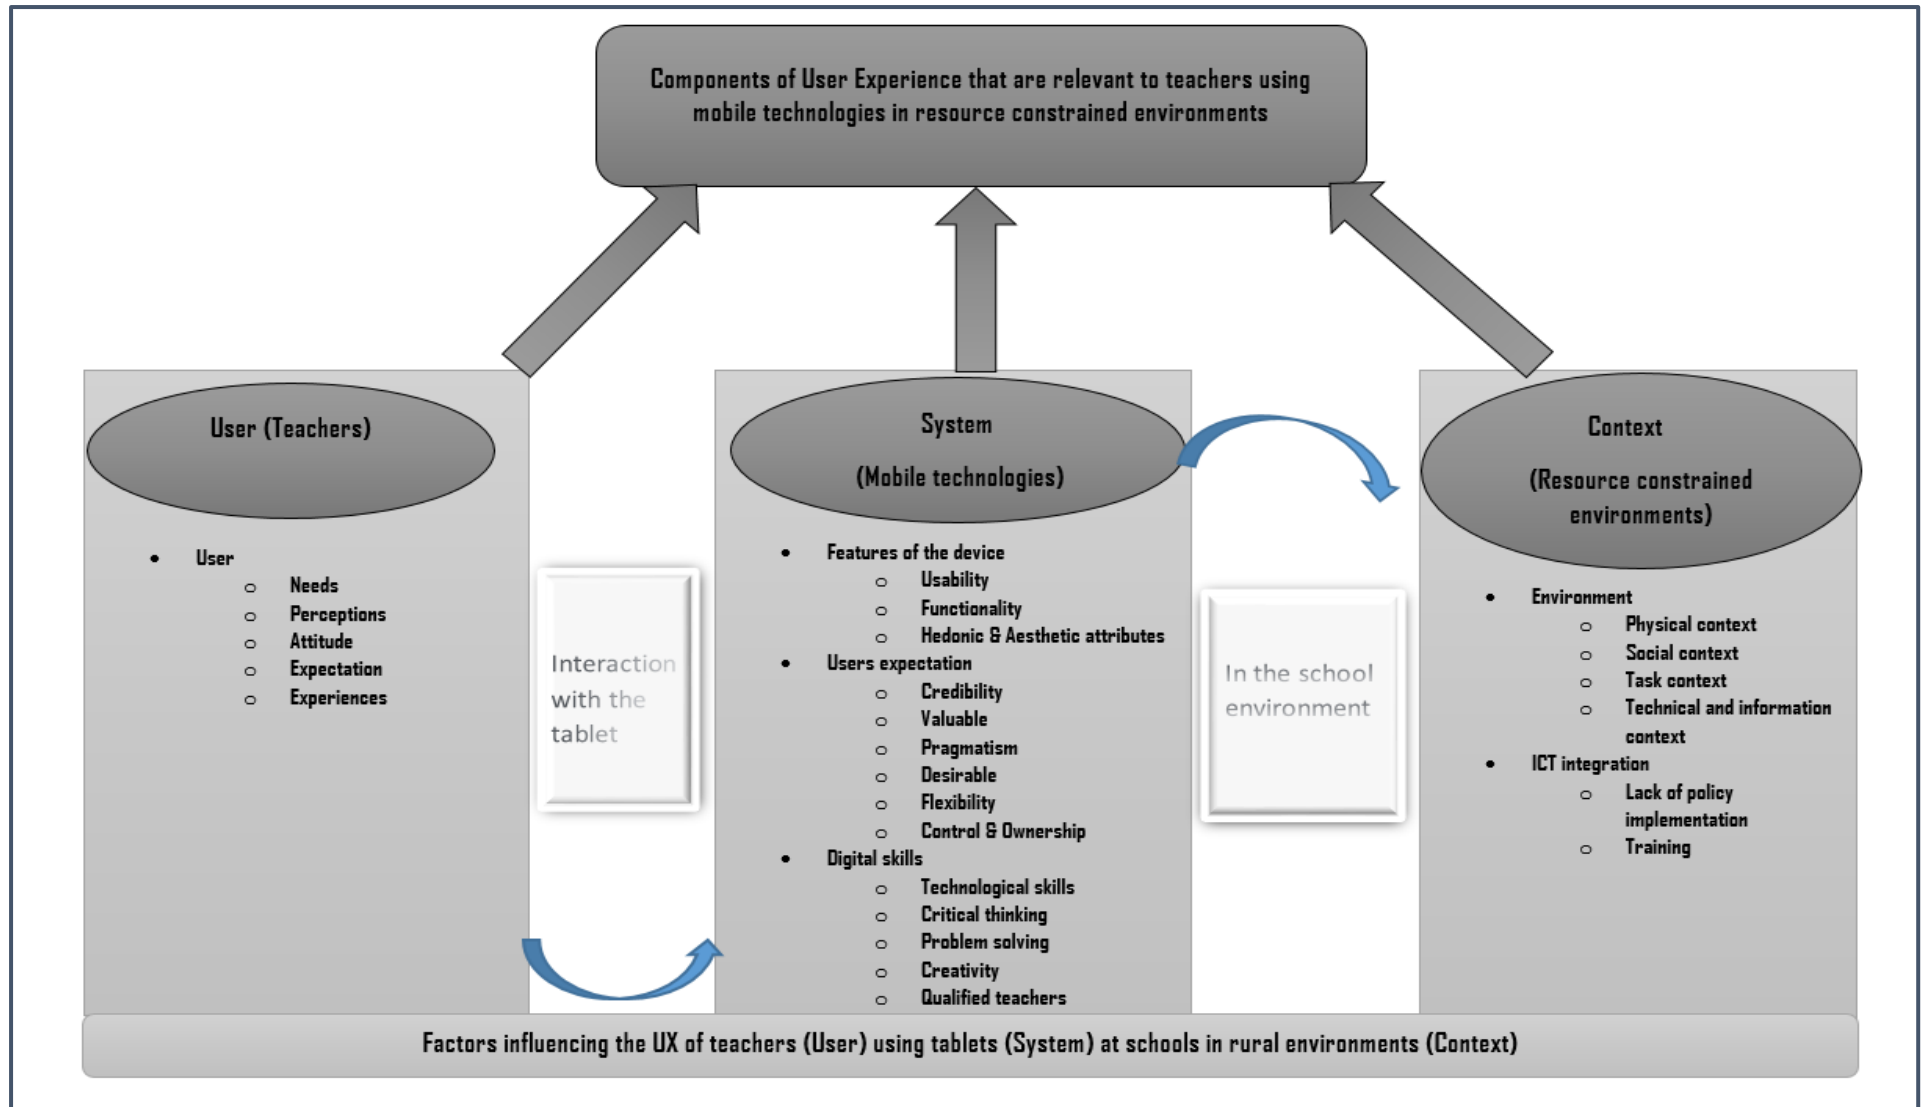 Components of User Experience that are relevant to teachers using
mobile technologies in resource constrained environments
User (Teachers)
• User
o Needs
o Perceptions
o Attitude
o Expectation
o Experiences
Interaction
with the
tablet
System
(Mobile technologies)
• Features of the device
o Usability
o Functionality
o Hedonic & Aesthetic attributes
• Users expectation
o Credibility
o Valuable
o Pragmatism
o Desirable
o Flexibility
o Control & Ownership
• Digital skills
o Technological skills
o Critical thinking
o Problem solving
o Creativity
o Qualified teachers
In the school
environment
Context
(Resource constrained
environments)
• Environment
o Physical context
o Social context
o Task context
o Technical and information
context
• ICT integration
o Lack of policy
implementation
o Training
Factors influencing the UX of teachers (User) using tablets (System) at schools in rural environments (Context)